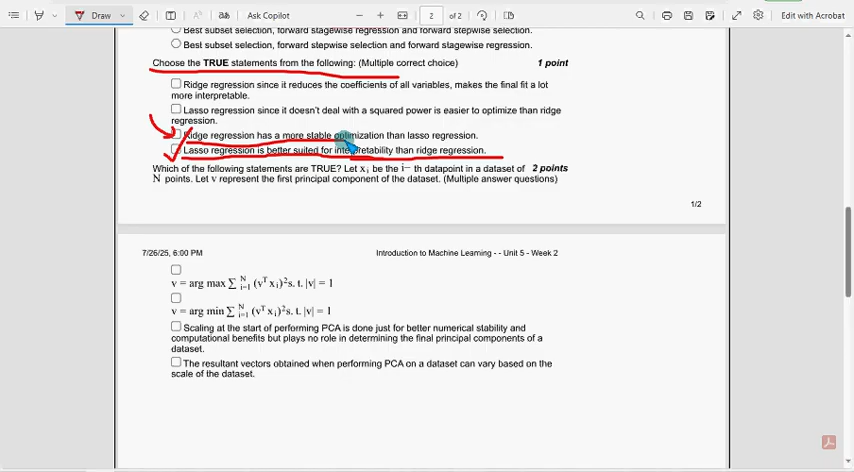 Draw
Ask Copilot
2
of 2
Edit with Acrobat
Best subset selection, forward stagewise regression and forward stepwise selection.
Best subset selection, forward stepwise selection and forward stagewise regression.
Choose the TRUE statements from the following: (Multiple correct choice) 1 point
Ridge regression since it reduces the coefficients of all variables, makes the final fit a lot
more interpretable.
Lasso regression since it doesn't deal with a squared power is easier to optimize than ridge
regression.
Ridge regression has a more stable optimization than lasso regression.
Lasso regression is better suited for interpretability than ridge regression.
Which of the following statements are TRUE? Let xᵢ be the i− th datapoint in a dataset of 2 points
N points. Let v represent the first principal component of the dataset. (Multiple answer questions)
1/2
7/26/25, 6:00 PM Introduction to Machine Learning - - Unit 5 - Week 2
v = arg max ∑ᴺᵢ₌₁ (vᵀxᵢ)² s. t. |v| = 1
v = arg min ∑ᴺᵢ₌₁ (vᵀxᵢ)² s. t. |v| = 1
Scaling at the start of performing PCA is done just for better numerical stability and
computational benefits but plays no role in determining the final principal components of a
dataset.
The resultant vectors obtained when performing PCA on a dataset can vary based on the
scale of the dataset.